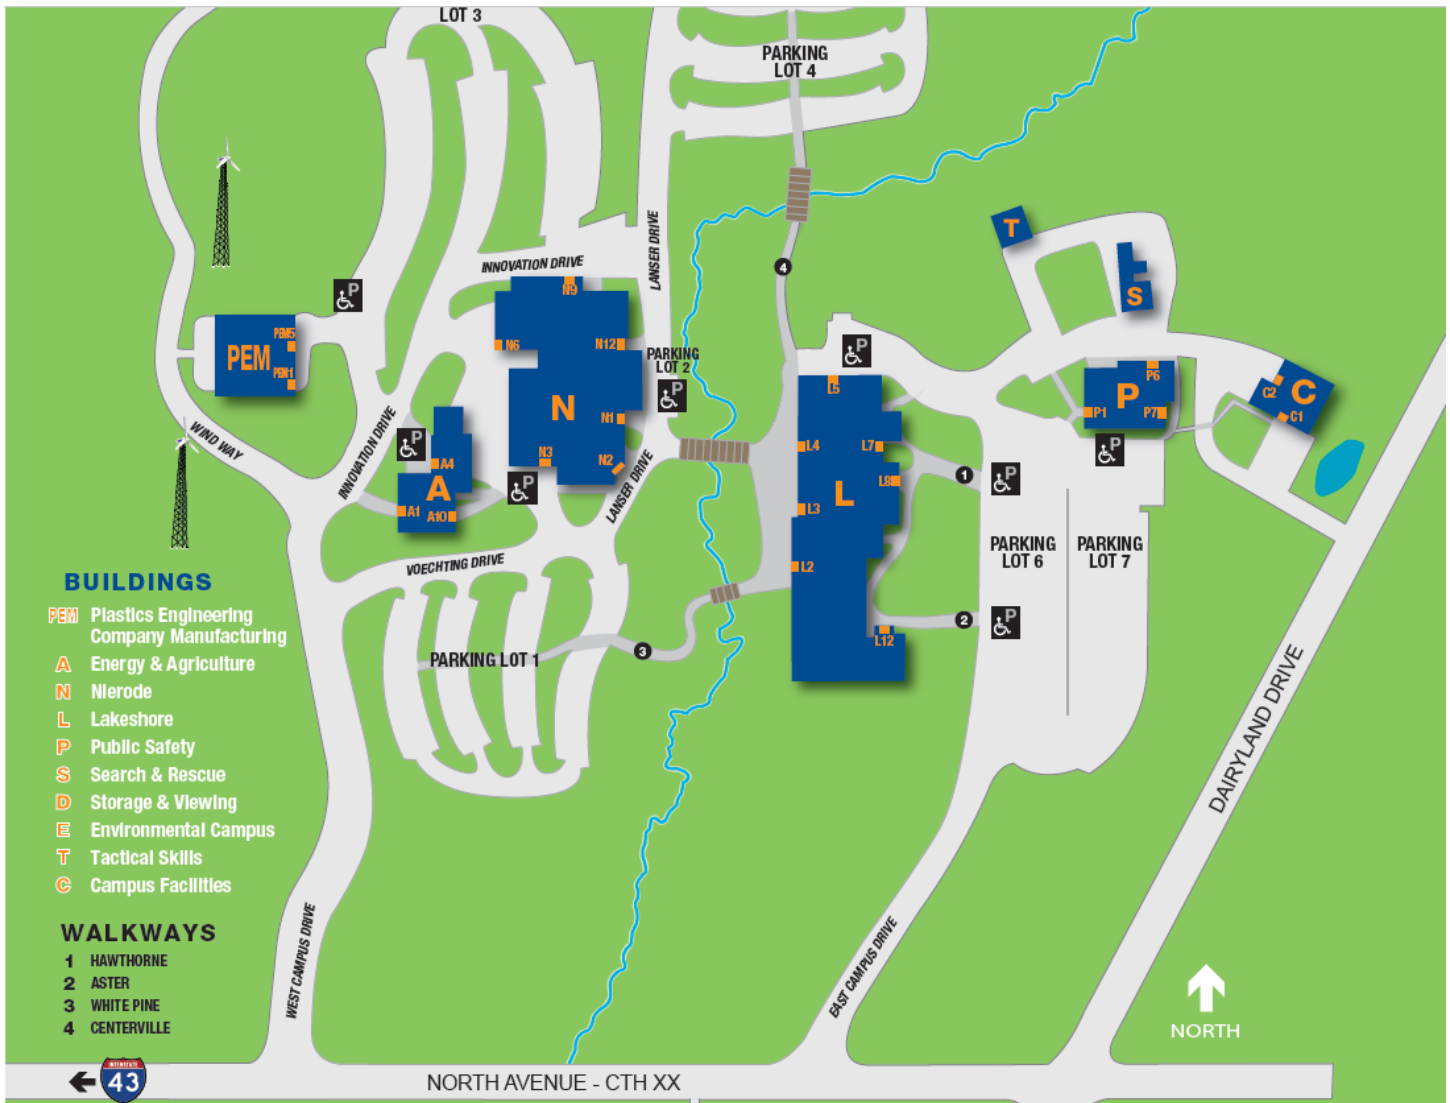 LOT 3
PARKING
LOT 4
LANSER DRIVE
INNOVATION DRIVE
4
T
S
P
PEM
PEM5
PEM1
N
N9
N6
N12
N1
N3
N2
PARKING
LOT 2
P
P
L
L5
L4
L7
L8
L3
L2
L12
P
P
P6
P1
P7
C
C2
C1
P
WIND WAY
INNOVATION DRIVE
P
A
A4
A1
A10
P
LANSER DRIVE
1
P
PARKING
LOT 6
PARKING
LOT 7
VOECHTING DRIVE
2
P
PARKING LOT 1
3
DAIRYLAND DRIVE
BUILDINGS
PEM Plastics Engineering
Company Manufacturing
A Energy & Agriculture
N Nierode
L Lakeshore
P Public Safety
S Search & Rescue
D Storage & Viewing
E Environmental Campus
T Tactical Skills
C Campus Facilities
WALKWAYS
1 HAWTHORNE
2 ASTER
3 WHITE PINE
4 CENTERVILLE
WEST CAMPUS DRIVE
EAST CAMPUS DRIVE
NORTH
INTERSTATE
43
NORTH AVENUE - CTH XX